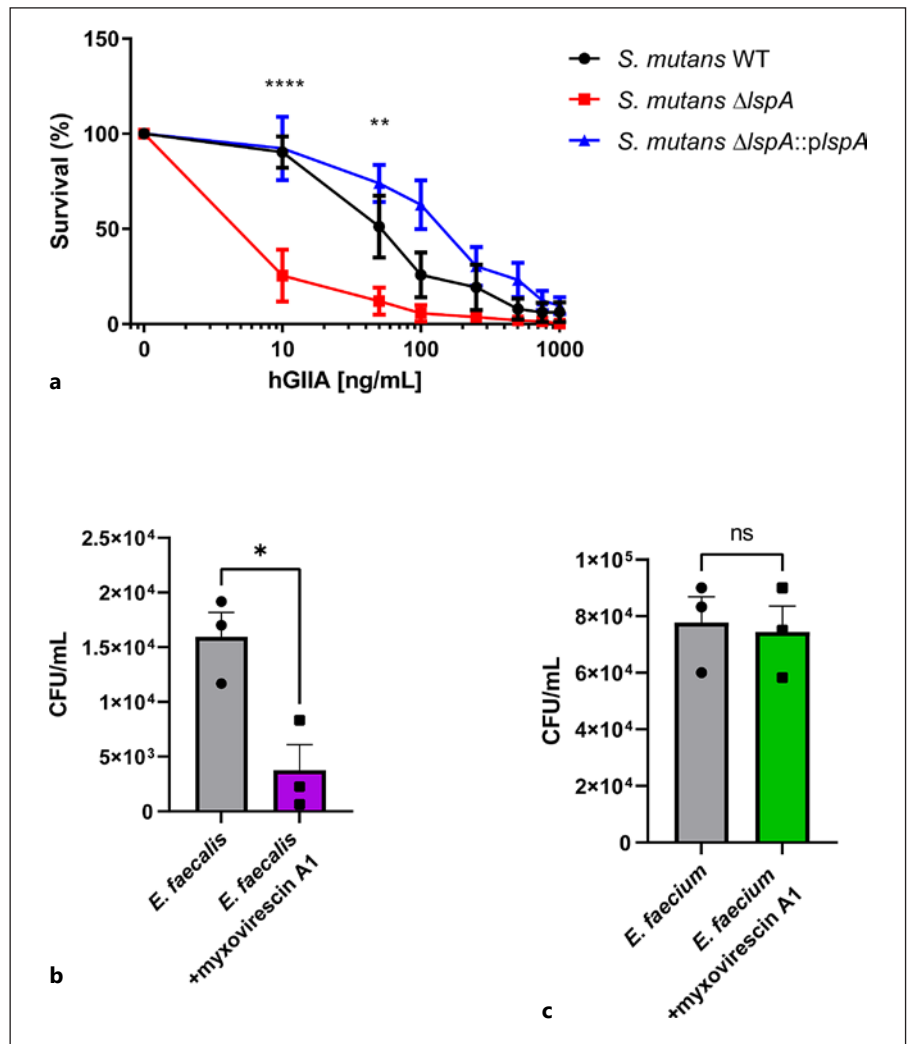 150
100
50
0
Survival (%)
****
**
0 10 100 1000
hGIIA [ng/mL]
S. mutans WT
S. mutans ΔlspA
S. mutans ΔlspA::plspA
a
2.5×10⁴
2×10⁴
1.5×10⁴
1×10⁴
5×10³
0
CFU/mL
*
E. faecalis
E. faecalis
+myxovirescin A1
b
1×10⁵
8×10⁴
6×10⁴
4×10⁴
2×10⁴
0
CFU/mL
ns
E. faecium
E. faecium
+myxovirescin A1
c